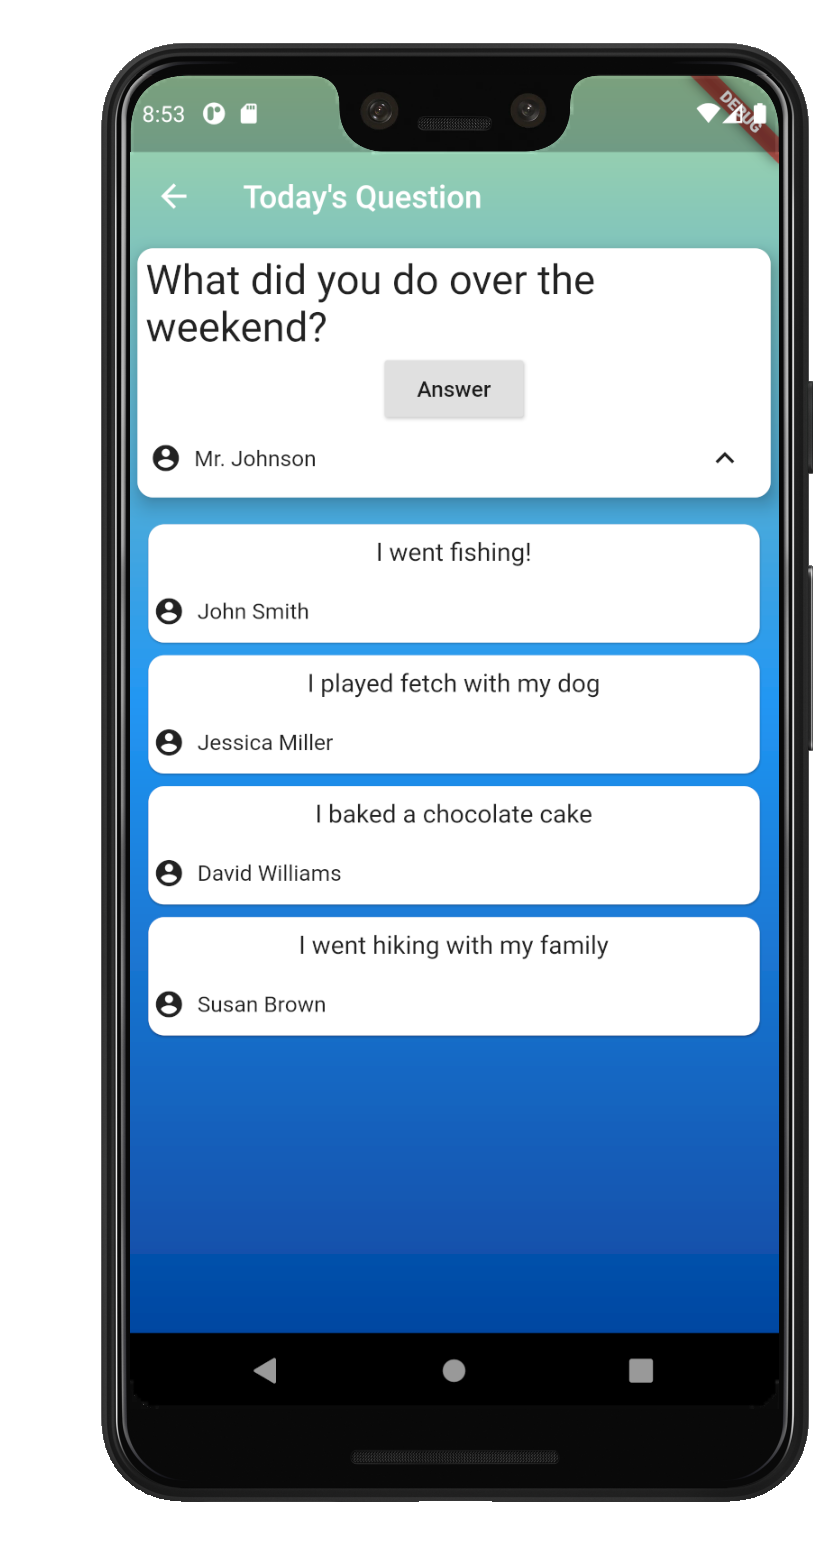 8:53
DEBUG
Today's Question
What did you do over the
weekend?
Answer
Mr. Johnson
I went fishing!
John Smith
I played fetch with my dog
Jessica Miller
I baked a chocolate cake
David Williams
I went hiking with my family
Susan Brown